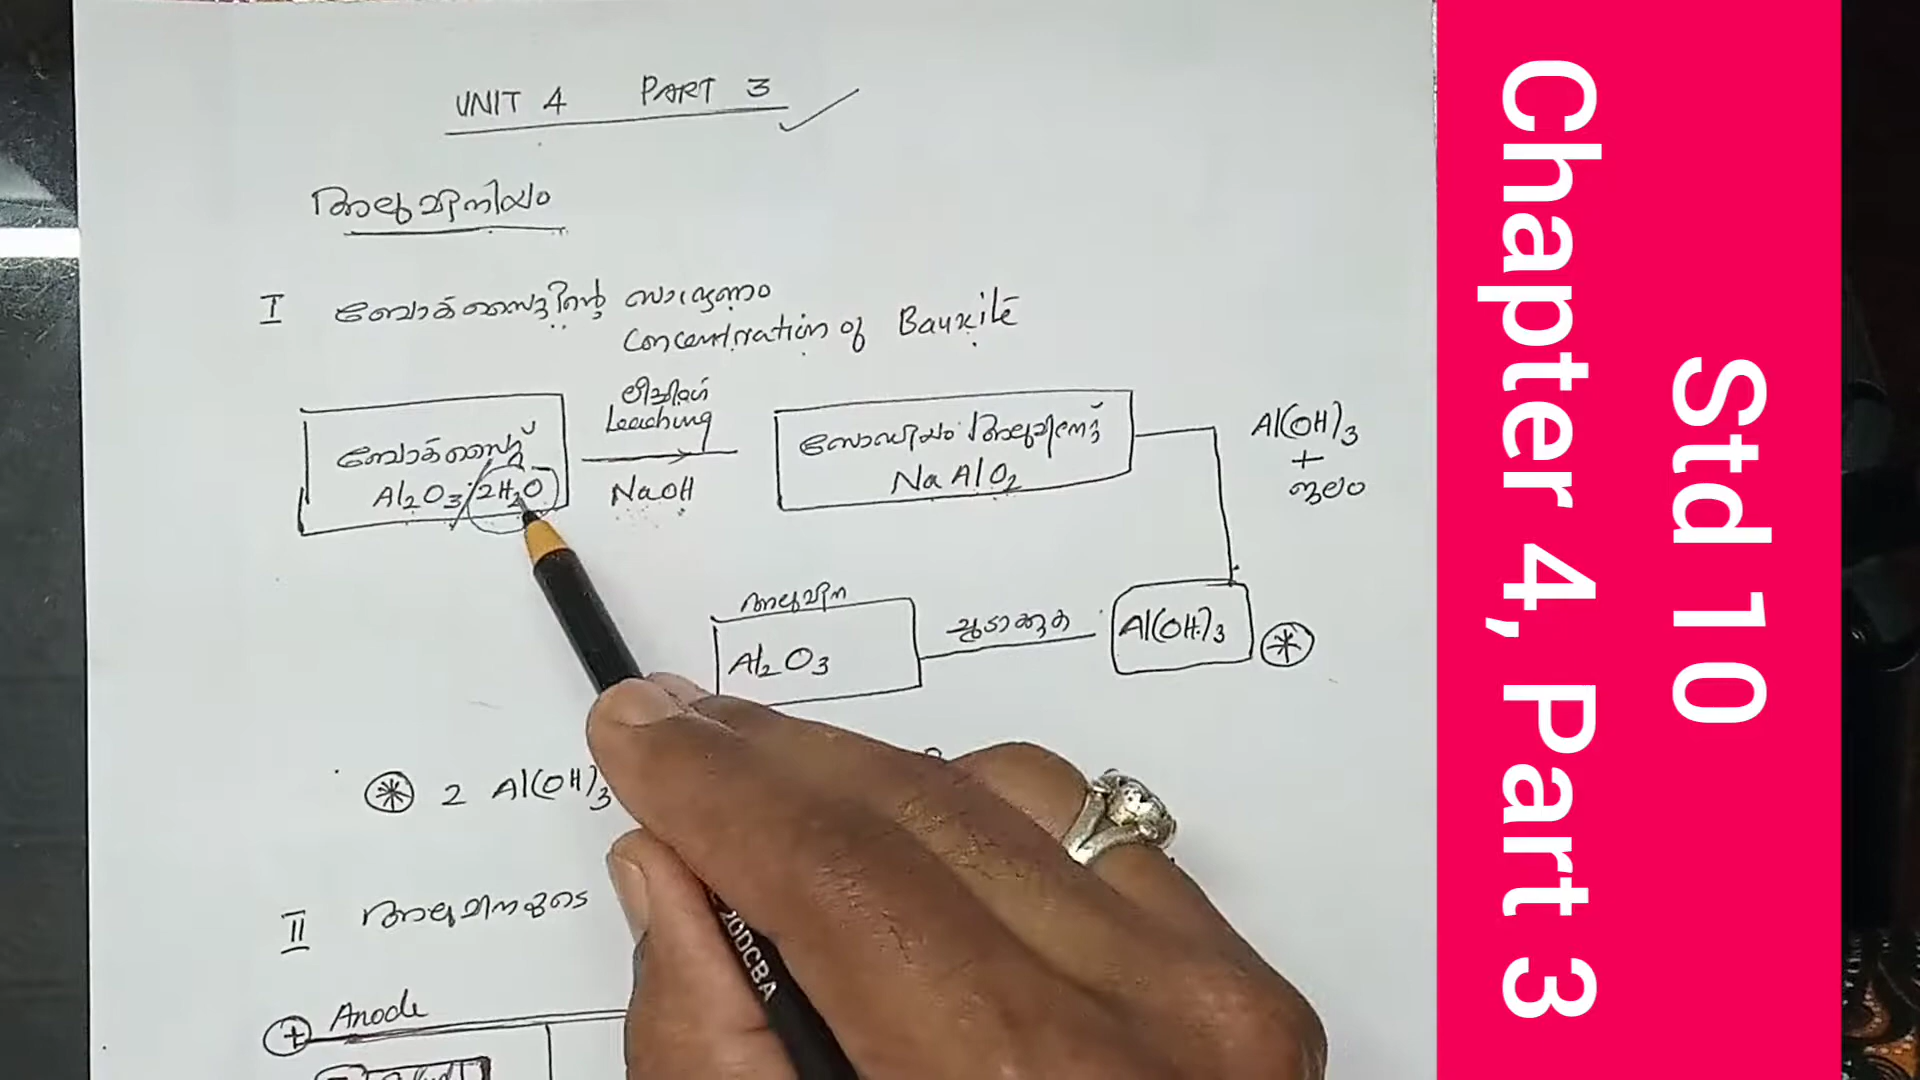 UNIT 4 PART 3
അലുമിനിയം
I ബോക്സൈറ്റിന്റെ സാന്ദ്രണം
Concentration of Bauxite
ബോക്സൈറ്റ്
Al₂O₃.2H₂O
ലീച്ചിംഗ്
Leaching
NaOH
സോഡിയം അലുമിനേറ്റ്
NaAlO₂
Al(OH)₃
+
ജലം
അലുമിന
Al₂O₃
ചൂടാക്കുക
Al(OH)₃
2 Al(OH)₃
II അലുമിനയുടെ
+ Anode
200CBA
Std 10
Chapter 4, Part 3